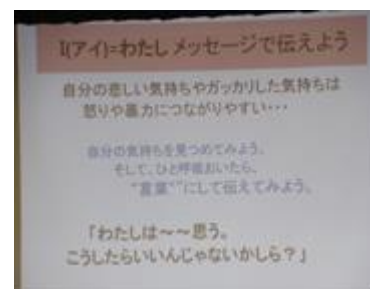 I(アイ)=わたし メッセージで伝えよう
自分の悲しい気持ちやガッカリした気持ちは
怒りや暴力につながりやすい・・・
自分の気持ちを見つめてみよう。
そして、ひと呼吸おいたら、
"言葉"にして伝えてみよう。
「わたしは～～思う。
こうしたらいいんじゃないかしら？」